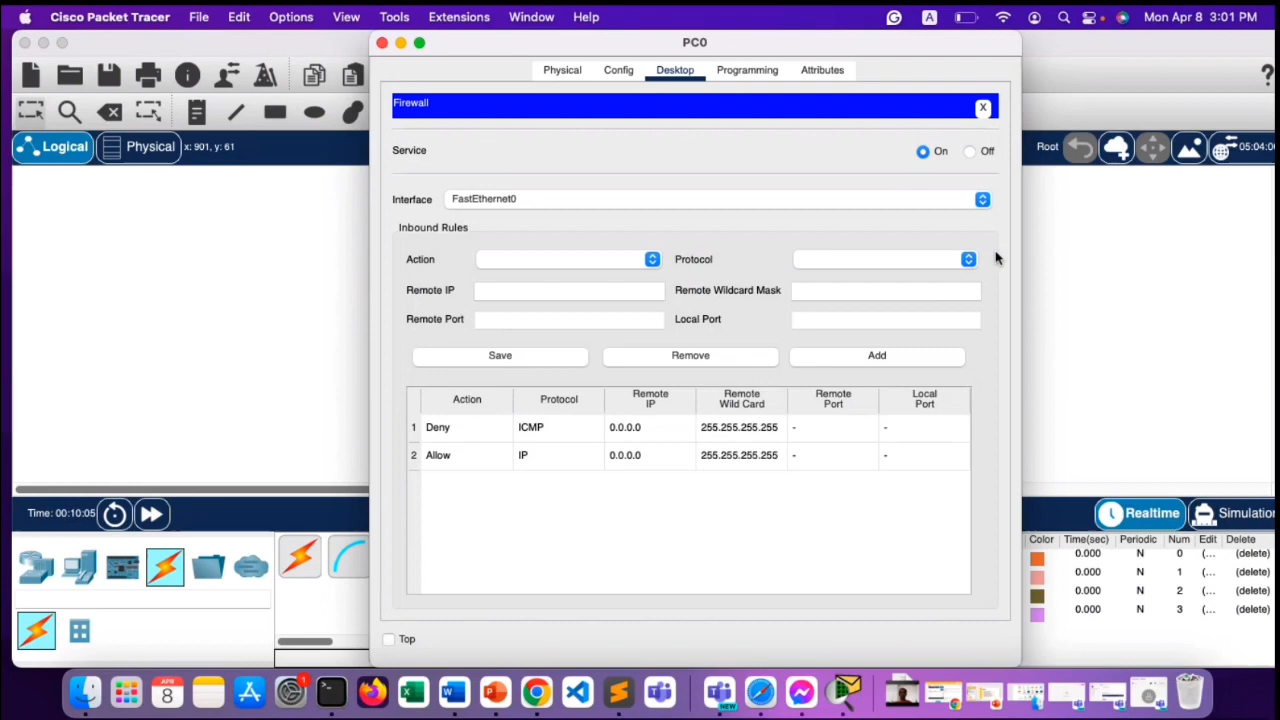 Cisco Packet Tracer File Edit Options View Tools Extensions Window Help A Mon Apr 8 3:01 PM
PC0
Physical Config Desktop Programming Attributes
Firewall X
Service On Off
Logical Physical x: 901, y: 61 Root 05:04:0
Interface FastEthernet0
Inbound Rules
Action Protocol
Remote IP Remote Wildcard Mask
Remote Port Local Port
Save Remove Add
Action Protocol Remote IP Remote Wild Card Remote Port Local Port
1 Deny ICMP 0.0.0.0 255.255.255.255 - -
2 Allow IP 0.0.0.0 255.255.255.255 - -
Time: 00:10:05 Realtime Simulation
Color Time(sec) Periodic Num Edit Delete
0.000 N 0 (... (delete)
0.000 N 1 (... (delete)
0.000 N 2 (... (delete)
0.000 N 3 (... (delete)
Top
APR
8
1
NEW